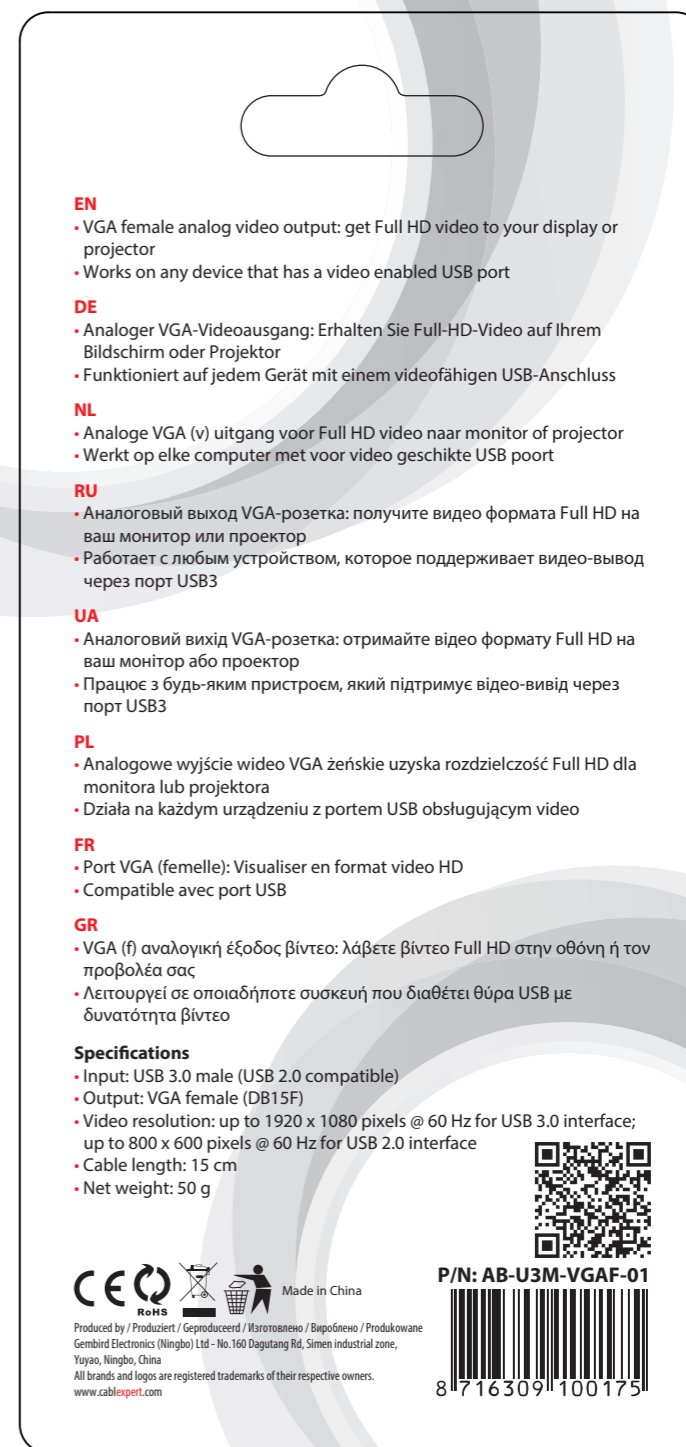 EN
• VGA female analog video output: get Full HD video to your display or
projector
• Works on any device that has a video enabled USB port
DE
• Analoger VGA-Videoausgang: Erhalten Sie Full-HD-Video auf Ihrem
Bildschirm oder Projektor
• Funktioniert auf jedem Gerät mit einem videofähigen USB-Anschluss
NL
• Analoge VGA (v) uitgang voor Full HD video naar monitor of projector
• Werkt op elke computer met voor video geschikte USB poort
RU
• Аналоговый выход VGA-розетка: получите видео формата Full HD на
ваш монитор или проектор
• Работает с любым устройством, которое поддерживает видео-вывод
через порт USB3
UA
• Аналоговий вихід VGA-розетка: отримайте відео формату Full HD на
ваш монітор або проектор
• Працює з будь-яким пристроєм, який підтримує відео-вивід через
порт USB3
PL
• Analogowe wyjście wideo VGA żeńskie uzyska rozdzielczość Full HD dla
monitora lub projektora
• Działa na każdym urządzeniu z portem USB obsługującym video
FR
• Port VGA (femelle): Visualiser en format video HD
• Compatible avec port USB
GR
• VGA (f) αναλογική έξοδος βίντεο: λάβετε βίντεο Full HD στην οθόνη ή τον
προβολέα σας
• Λειτουργεί σε οποιαδήποτε συσκευή που διαθέτει θύρα USB με
δυνατότητα βίντεο
Specifications
• Input: USB 3.0 male (USB 2.0 compatible)
• Output: VGA female (DB15F)
• Video resolution: up to 1920 x 1080 pixels @ 60 Hz for USB 3.0 interface;
up to 800 x 600 pixels @ 60 Hz for USB 2.0 interface
• Cable length: 15 cm
• Net weight: 50 g
P/N: AB-U3M-VGAF-01
CE
RoHS
Made in China
Produced by / Produziert / Geproduceerd / Изготовлено / Вироблено / Produkowane
Gembird Electronics (Ningbo) Ltd - No.160 Dagutang Rd, Simen industrial zone,
Yuyao, Ningbo, China
All brands and logos are registered trademarks of their respective owners.
www.cablexpert.com
8 716309 100175